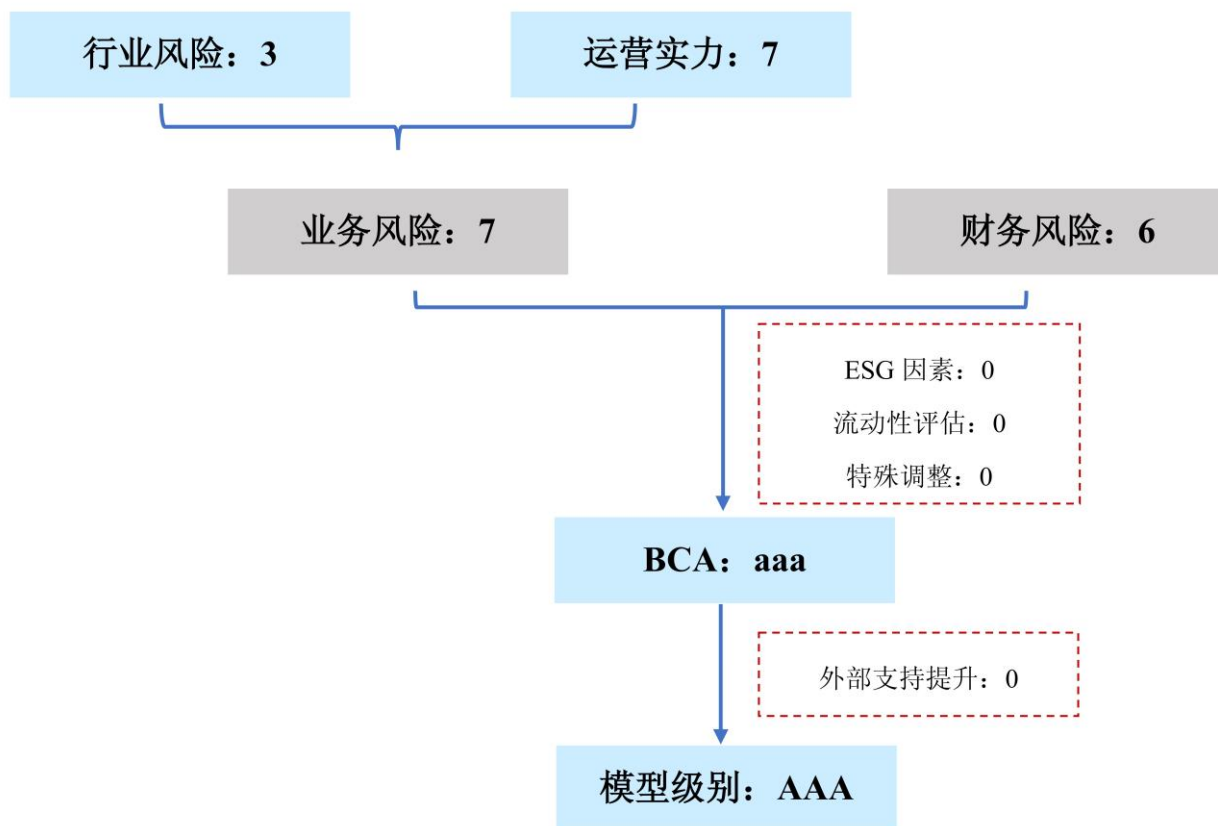 行业风险：3
运营实力：7
业务风险：7
财务风险：6
ESG 因素：0
流动性评估：0
特殊调整：0
BCA：aaa
外部支持提升：0
模型级别：AAA